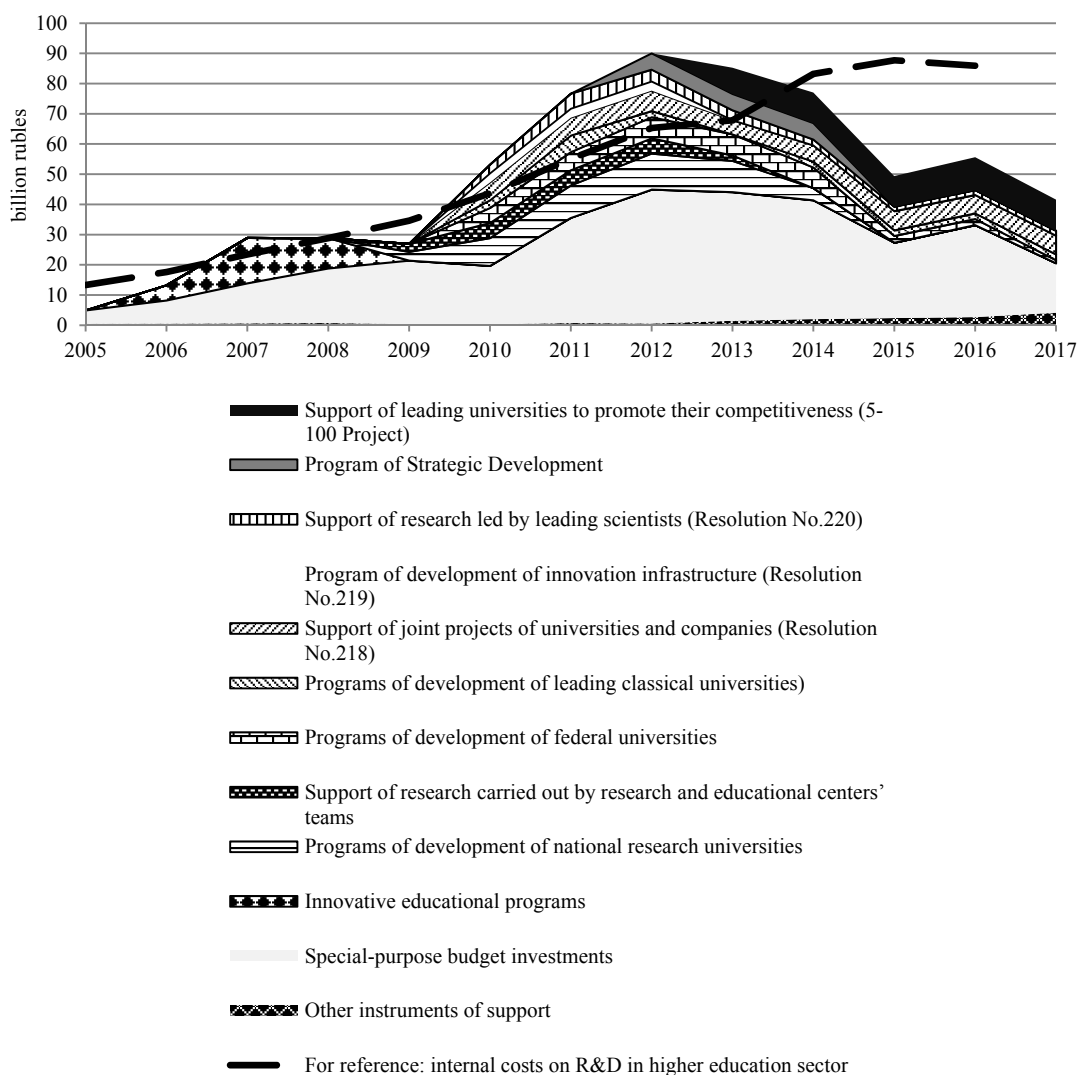 100
90
80
70
60
50
40
30
20
10
0
billion rubles
2005 2006 2007 2008 2009 2010 2011 2012 2013 2014 2015 2016 2017
Support of leading universities to promote their competitiveness (5-
100 Project)
Program of Strategic Development
Support of research led by leading scientists (Resolution No.220)
Program of development of innovation infrastructure (Resolution
No.219)
Support of joint projects of universities and companies (Resolution
No.218)
Programs of development of leading classical universities)
Programs of development of federal universities
Support of research carried out by research and educational centers’
teams
Programs of development of national research universities
Innovative educational programs
Special-purpose budget investments
Other instruments of support
For reference: internal costs on R&D in higher education sector